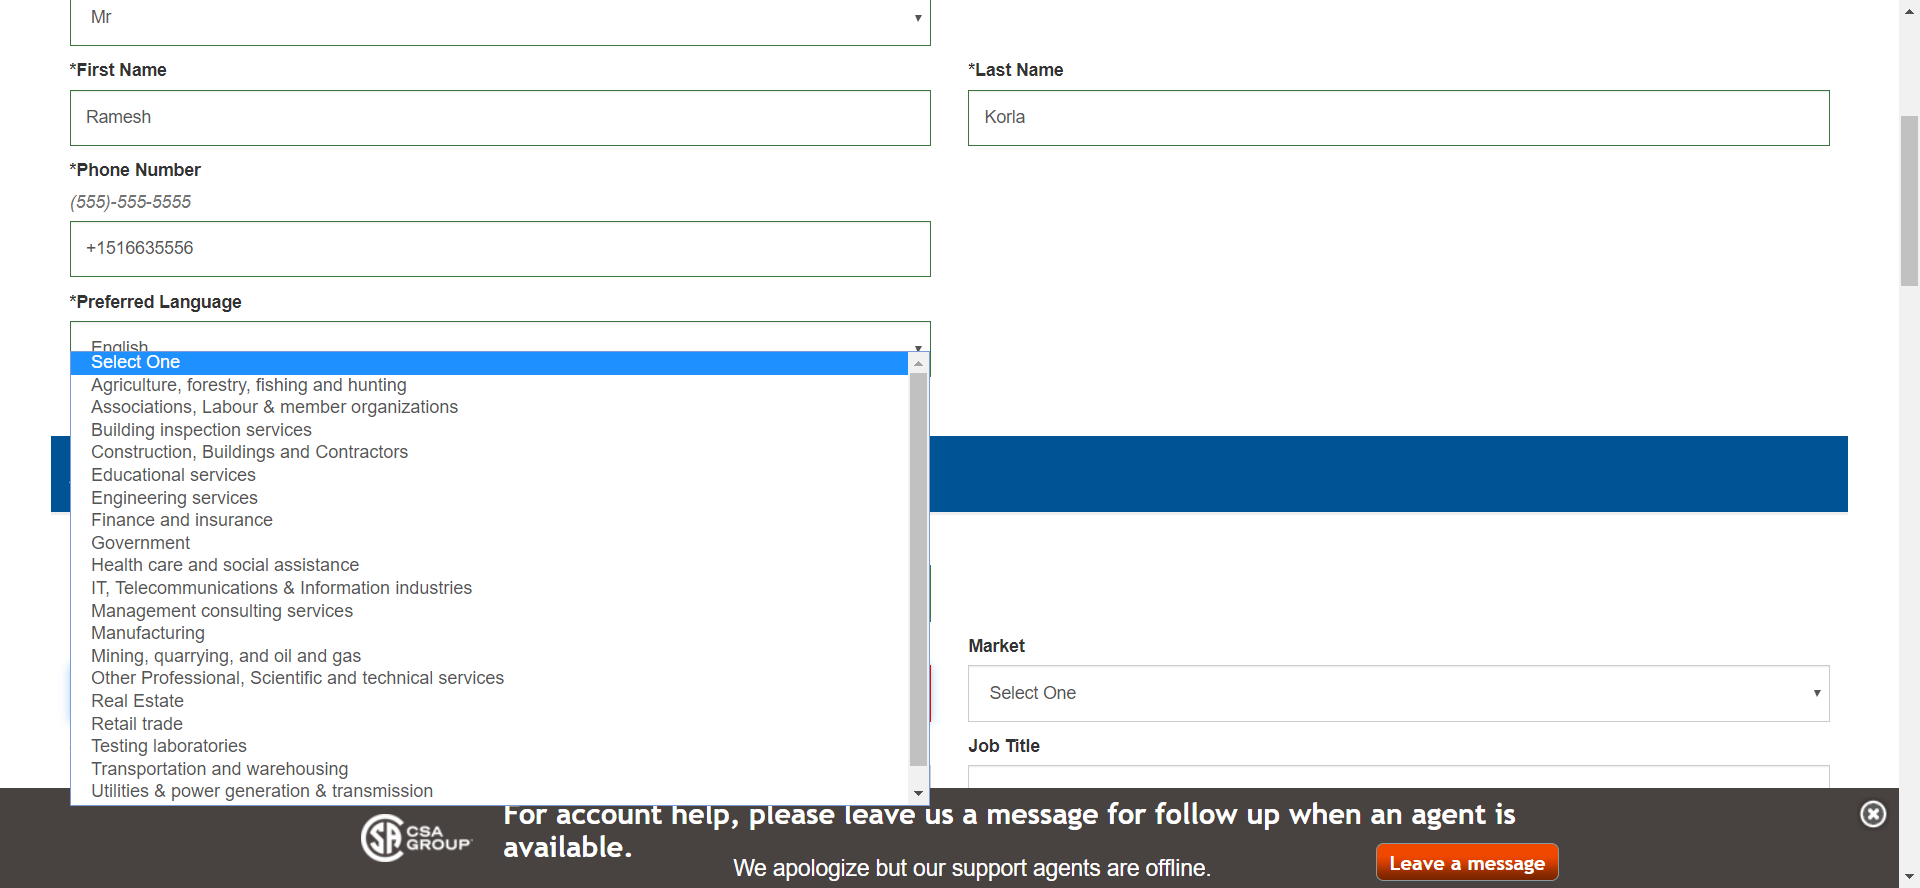 Mr
*First Name
*Last Name
Ramesh
Korla
*Phone Number
(555)-555-5555
+1516635556
*Preferred Language
English
Select One
Agriculture, forestry, fishing and hunting
Associations, Labour & member organizations
Building inspection services
Construction, Buildings and Contractors
Educational services
Engineering services
Finance and insurance
Government
Health care and social assistance
IT, Telecommunications & Information industries
Management consulting services
Manufacturing
Mining, quarrying, and oil and gas
Other Professional, Scientific and technical services
Real Estate
Retail trade
Testing laboratories
Transportation and warehousing
Utilities & power generation & transmission
Market
Select One
Job Title
CSA
GROUP
For account help, please leave us a message for follow up when an agent is
available.
We apologize but our support agents are offline.
Leave a message